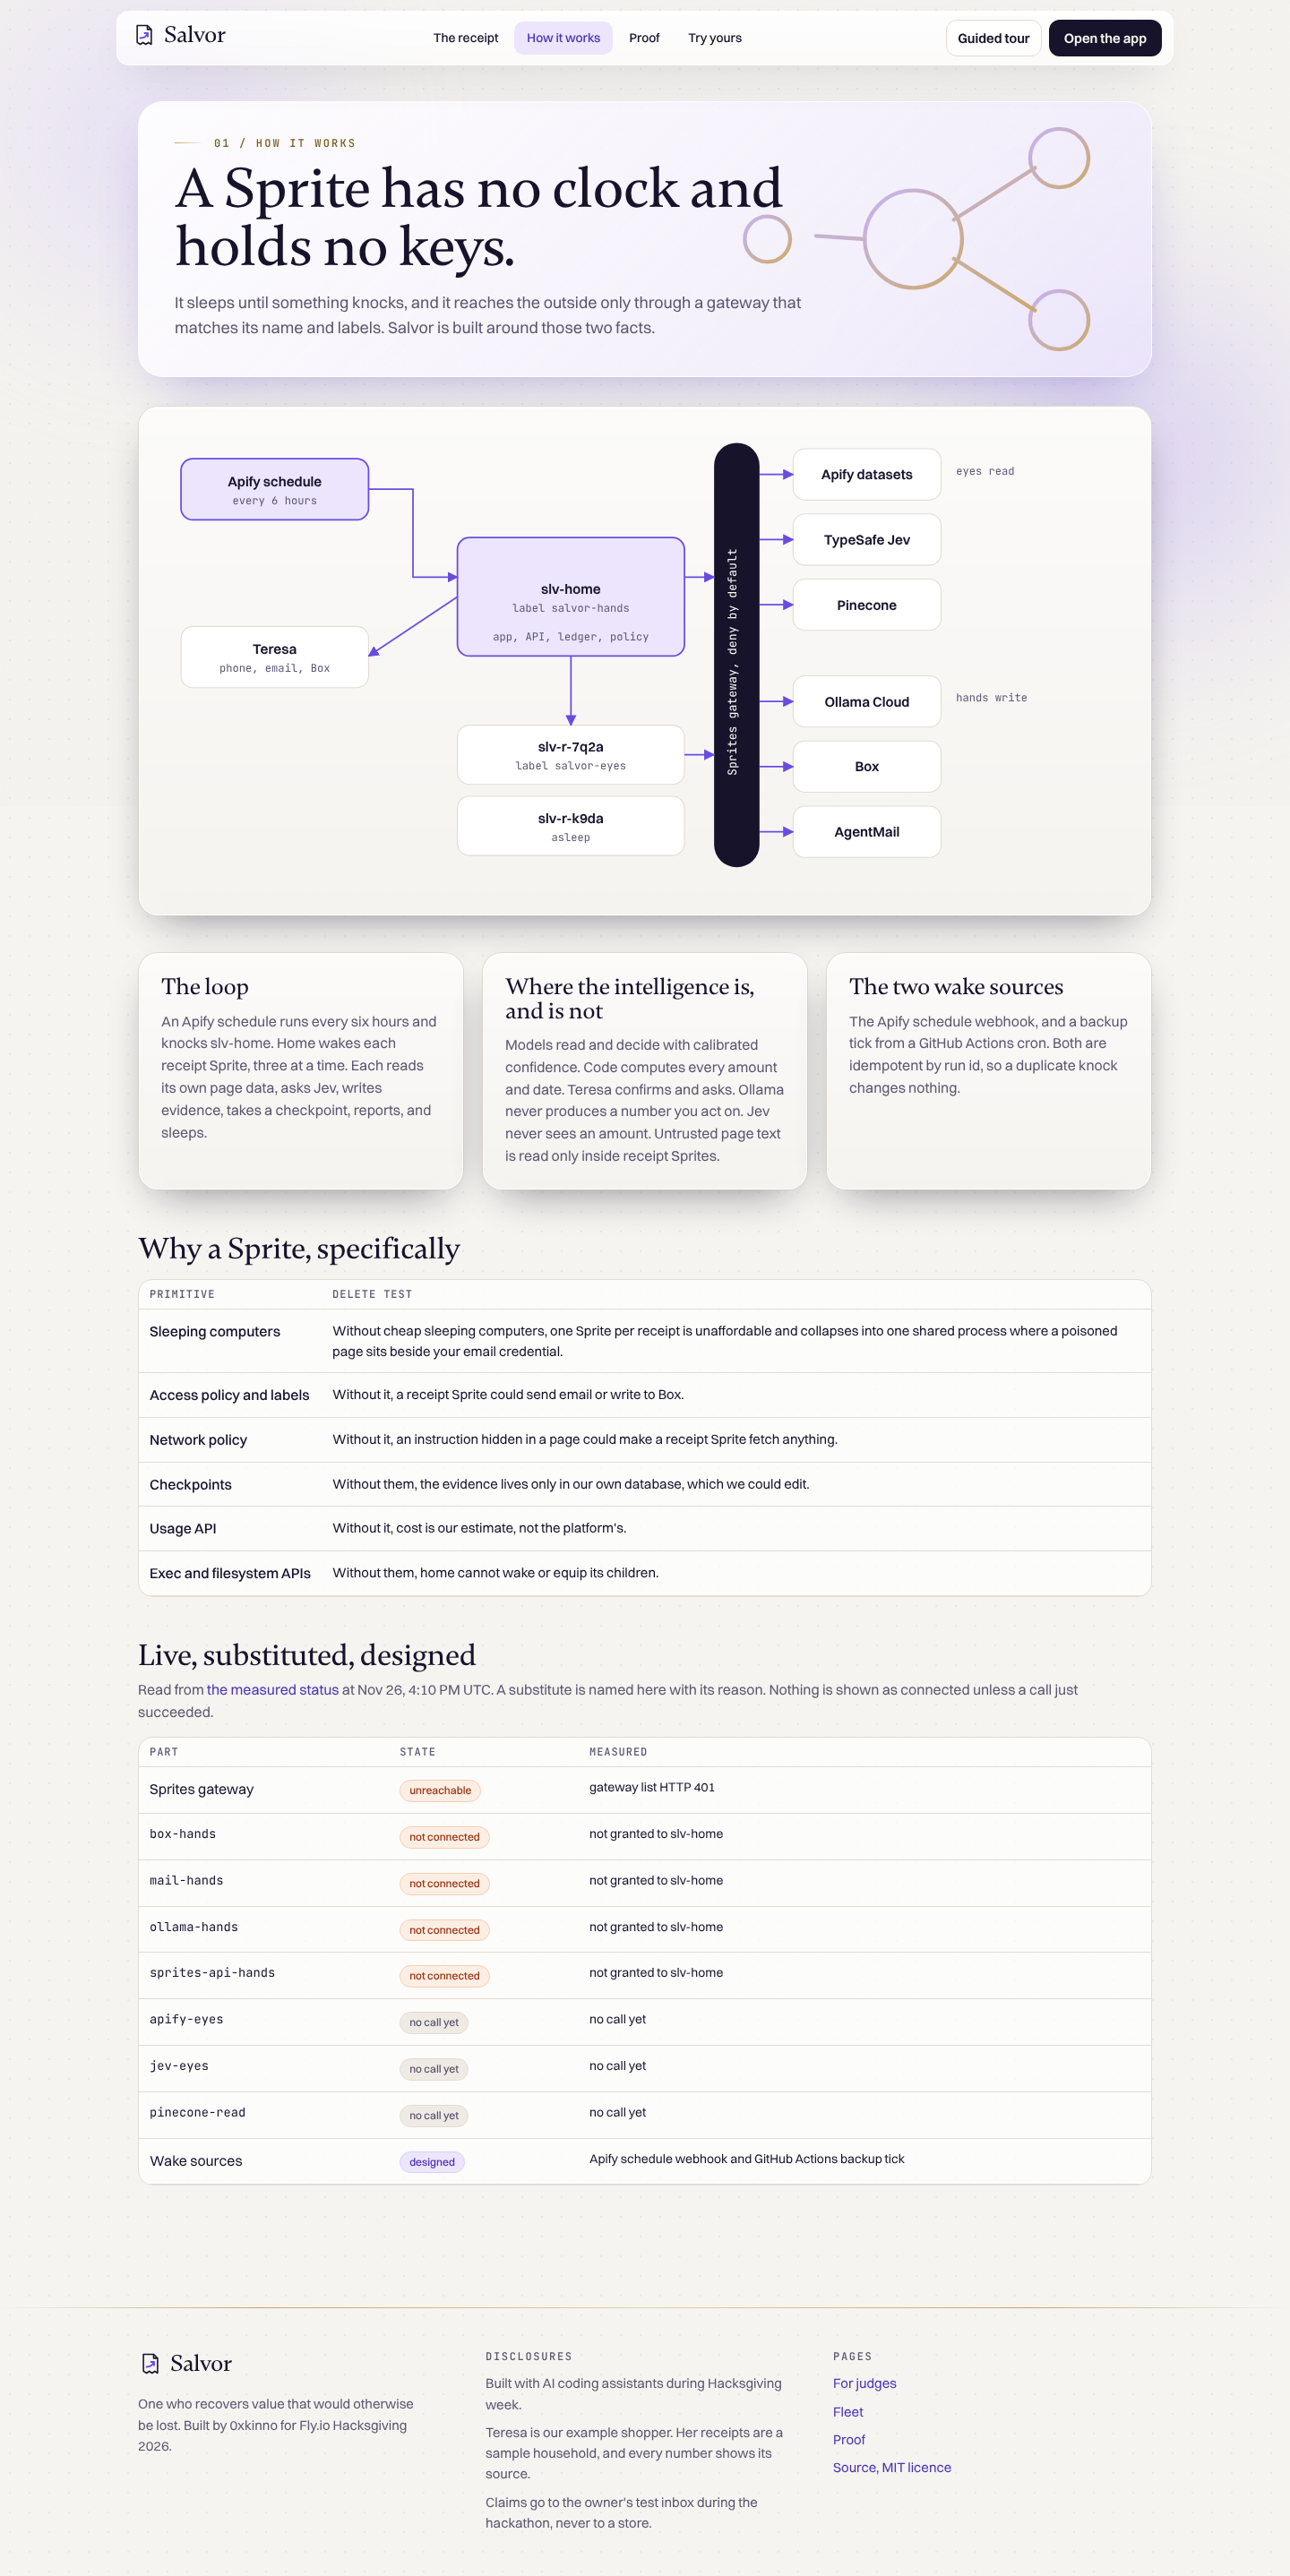 Salvor
The receipt
How it works
Proof
Try yours
Guided tour
Open the app
01 / HOW IT WORKS
A Sprite has no clock and
holds no keys.
It sleeps until something knocks, and it reaches the outside only through a gateway that
matches its name and labels. Salvor is built around those two facts.
Apify schedule
every 6 hours
Teresa
phone, email, Box
slv-home
label salvor-hands
app, API, ledger, policy
slv-r-7q2a
label salvor-eyes
slv-r-k9da
asleep
Sprites gateway, deny by default
Apify datasets
eyes read
TypeSafe Jev
Pinecone
Ollama Cloud
hands write
Box
AgentMail
The loop
An Apify schedule runs every six hours and
knocks slv-home. Home wakes each
receipt Sprite, three at a time. Each reads
its own page data, asks Jev, writes
evidence, takes a checkpoint, reports, and
sleeps.
Where the intelligence is,
and is not
Models read and decide with calibrated
confidence. Code computes every amount
and date. Teresa confirms and asks. Ollama
never produces a number you act on. Jev
never sees an amount. Untrusted page text
is read only inside receipt Sprites.
The two wake sources
The Apify schedule webhook, and a backup
tick from a GitHub Actions cron. Both are
idempotent by run id, so a duplicate knock
changes nothing.
Why a Sprite, specifically
PRIMITIVE
DELETE TEST
Sleeping computers
Without cheap sleeping computers, one Sprite per receipt is unaffordable and collapses into one shared process where a poisoned
page sits beside your email credential.
Access policy and labels
Without it, a receipt Sprite could send email or write to Box.
Network policy
Without it, an instruction hidden in a page could make a receipt Sprite fetch anything.
Checkpoints
Without them, the evidence lives only in our own database, which we could edit.
Usage API
Without it, cost is our estimate, not the platform's.
Exec and filesystem APIs
Without them, home cannot wake or equip its children.
Live, substituted, designed
Read from the measured status at Nov 26, 4:10 PM UTC. A substitute is named here with its reason. Nothing is shown as connected unless a call just
succeeded.
PART
STATE
MEASURED
Sprites gateway
unreachable
gateway list HTTP 401
box-hands
not connected
not granted to slv-home
mail-hands
not connected
not granted to slv-home
ollama-hands
not connected
not granted to slv-home
sprites-api-hands
not connected
not granted to slv-home
apify-eyes
no call yet
no call yet
jev-eyes
no call yet
no call yet
pinecone-read
no call yet
no call yet
Wake sources
designed
Apify schedule webhook and GitHub Actions backup tick
Salvor
One who recovers value that would otherwise
be lost. Built by 0xkinno for Fly.io Hacksgiving
2026.
DISCLOSURES
Built with AI coding assistants during Hacksgiving
week.
Teresa is our example shopper. Her receipts are a
sample household, and every number shows its
source.
Claims go to the owner's test inbox during the
hackathon, never to a store.
PAGES
For judges
Fleet
Proof
Source, MIT licence